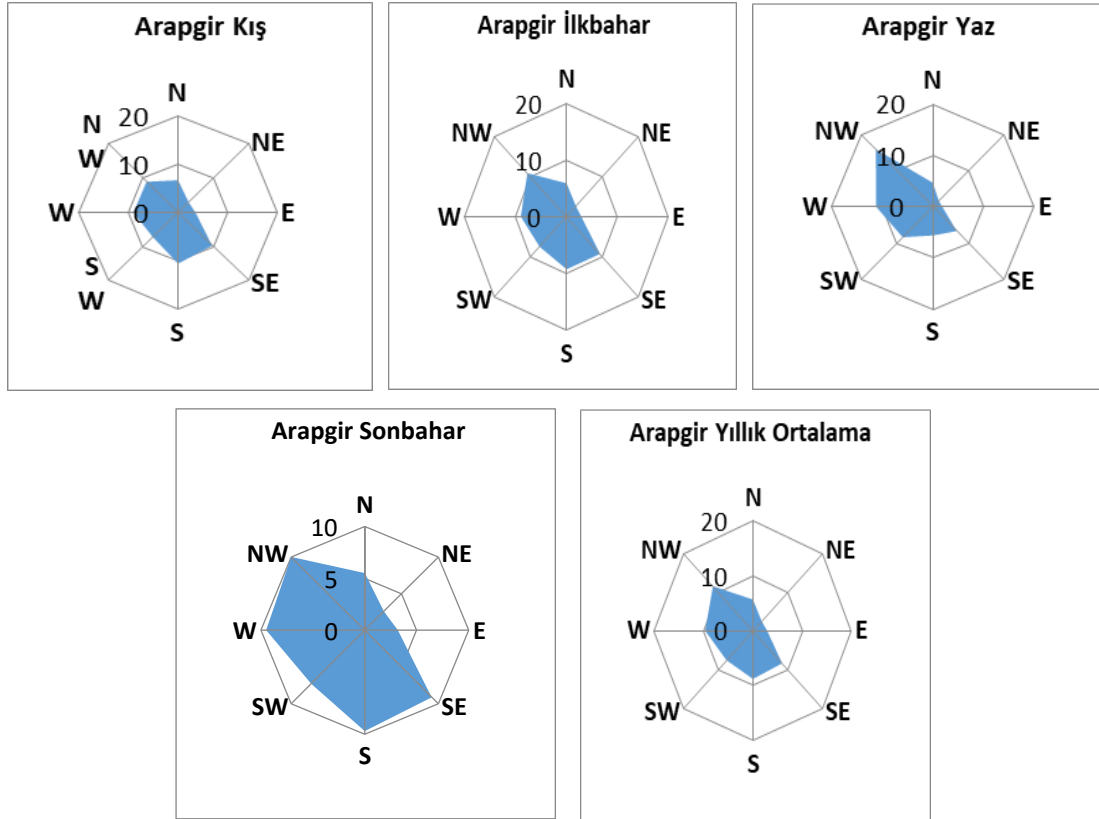 Arapgir Kış
N
20
N
W
NE
10
W
0
E
S
W
SE
S
Arapgir İlkbahar
N
20
NW
NE
10
W
0
E
SW
SE
S
Arapgir Yaz
N
20
NW
NE
10
W
0
E
SW
SE
S
Arapgir Sonbahar
N
10
NW
NE
5
W
0
E
SW
SE
S
Arapgir Yıllık Ortalama
N
20
NW
NE
10
W
0
E
SW
SE
S